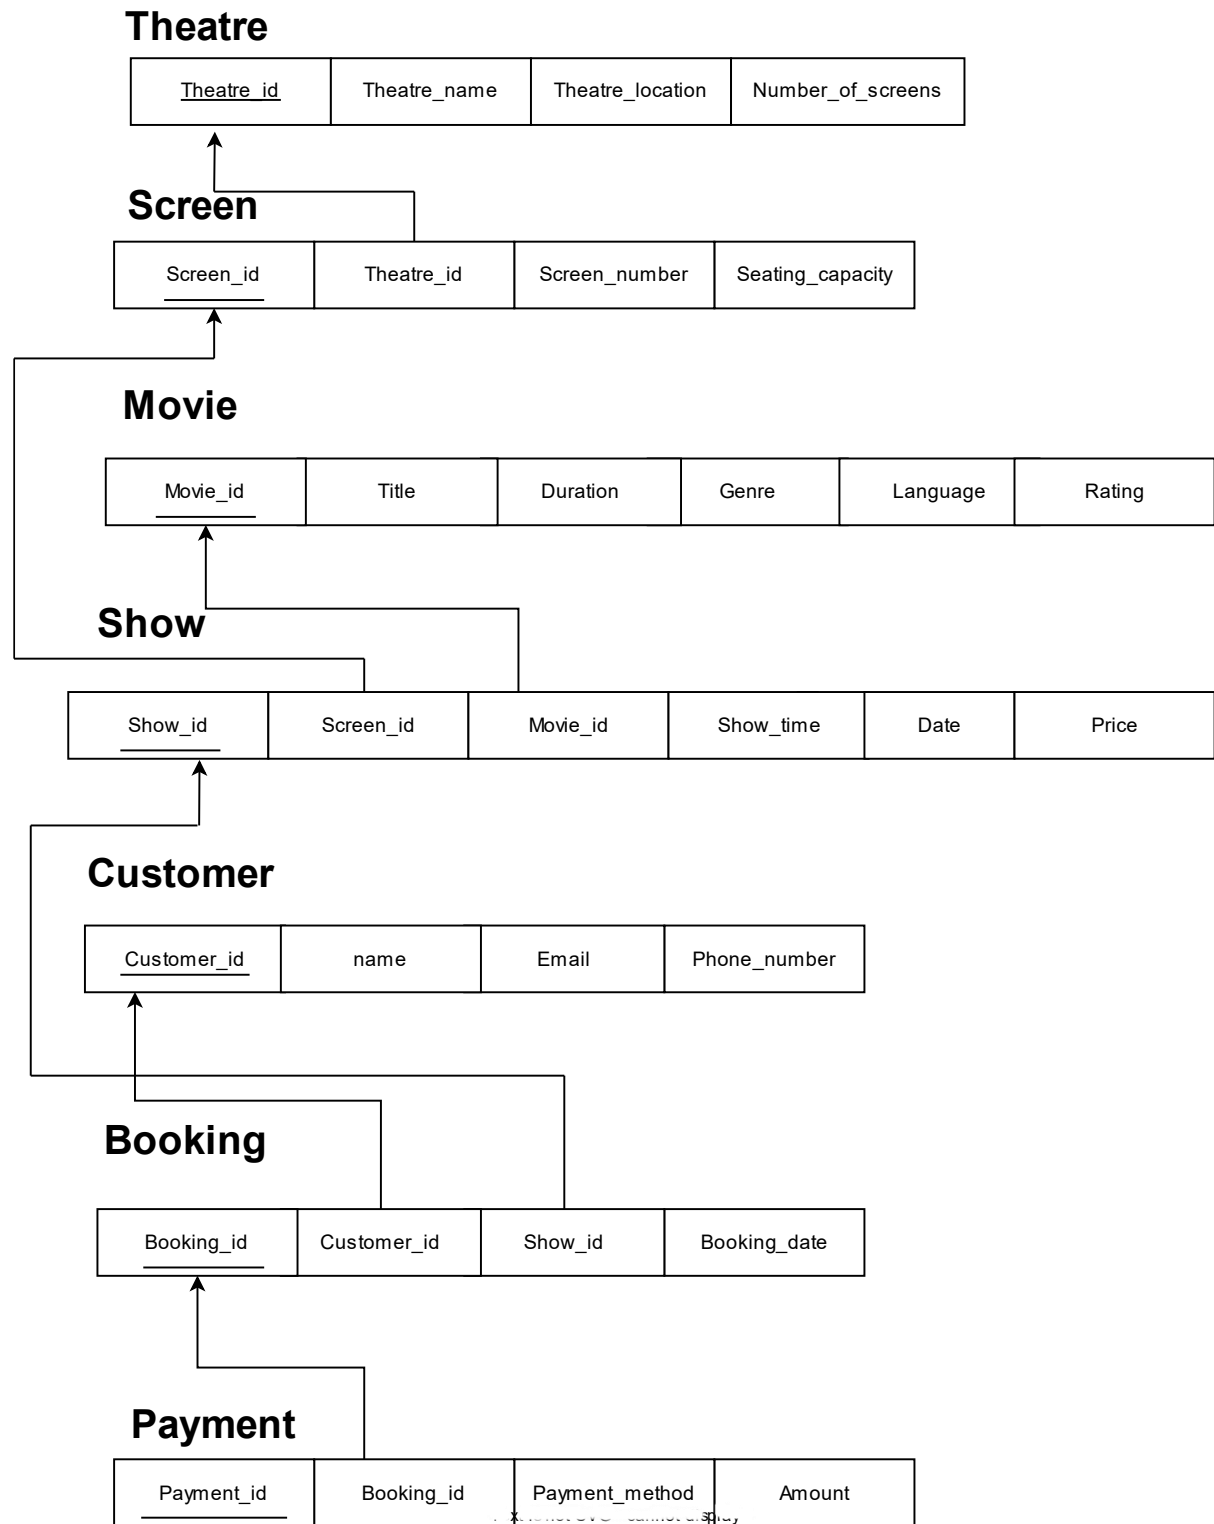 Theatre
Theatre_id Theatre_name Theatre_location Number_of_screens
Screen
Screen_id Theatre_id Screen_number Seating_capacity
Movie
Movie_id Title Duration Genre Language Rating
Show
Show_id Screen_id Movie_id Show_time Date Price
Customer
Customer_id name Email Phone_number
Booking
Booking_id Customer_id Show_id Booking_date
Payment
Payment_id Booking_id Payment_method Amount